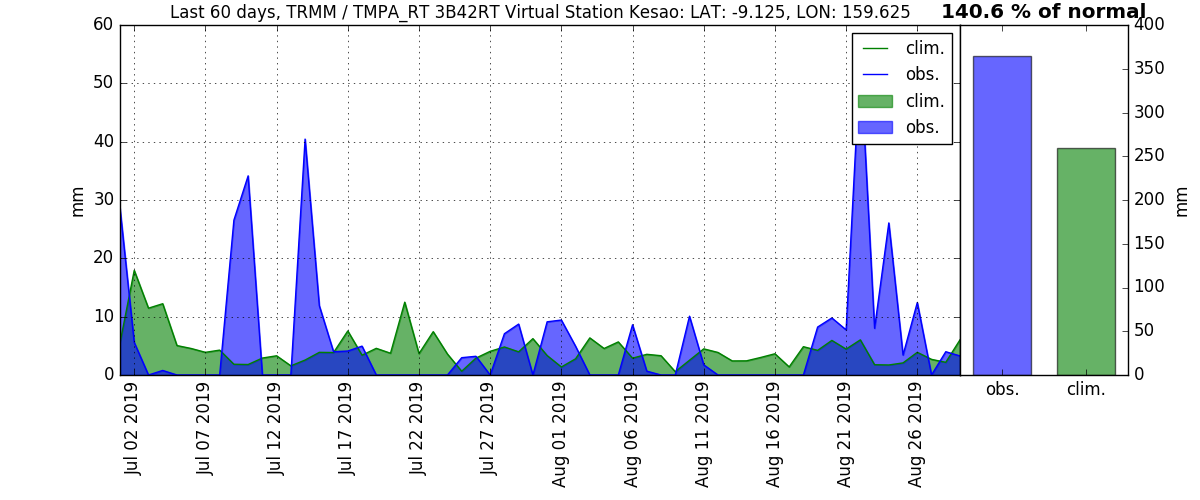 Last 60 days, TRMM / TMPA_RT 3B42RT Virtual Station Kesao: LAT: -9.125, LON: 159.625
140.6 % of normal
mm
60
50
40
30
20
10
0
clim.
obs.
clim.
obs.
Jul 02 2019
Jul 07 2019
Jul 12 2019
Jul 17 2019
Jul 22 2019
Jul 27 2019
Aug 01 2019
Aug 06 2019
Aug 11 2019
Aug 16 2019
Aug 21 2019
Aug 26 2019
400
350
300
250
200
150
100
50
0
mm
obs.
clim.